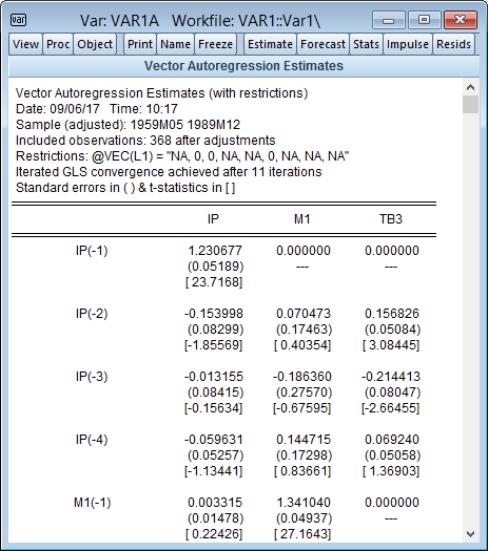 var Var: VAR1A Workfile: VAR1::Var1\
View Proc Object Print Name Freeze Estimate Forecast Stats Impulse Resids
Vector Autoregression Estimates
Vector Autoregression Estimates (with restrictions)
Date: 09/06/17 Time: 10:17
Sample (adjusted): 1959M05 1989M12
Included observations: 368 after adjustments
Restrictions: @VEC(L1) = "NA, 0, 0, NA, NA, 0, NA, NA, NA"
Iterated GLS convergence achieved after 11 iterations
Standard errors in ( ) & t-statistics in [ ]
IP M1 TB3
IP(-1) 1.230677 0.000000 0.000000
(0.05189) --- ---
[ 23.7168]
IP(-2) -0.153998 0.070473 0.156826
(0.08299) (0.17463) (0.05084)
[-1.85569] [ 0.40354] [ 3.08445]
IP(-3) -0.013155 -0.186360 -0.214413
(0.08415) (0.27570) (0.08047)
[-0.15634] [-0.67595] [-2.66455]
IP(-4) -0.059631 0.144715 0.069240
(0.05257) (0.17298) (0.05058)
[-1.13441] [ 0.83661] [ 1.36903]
M1(-1) 0.003315 1.341040 0.000000
(0.01478) (0.04937) ---
[ 0.22426] [ 27.1643]